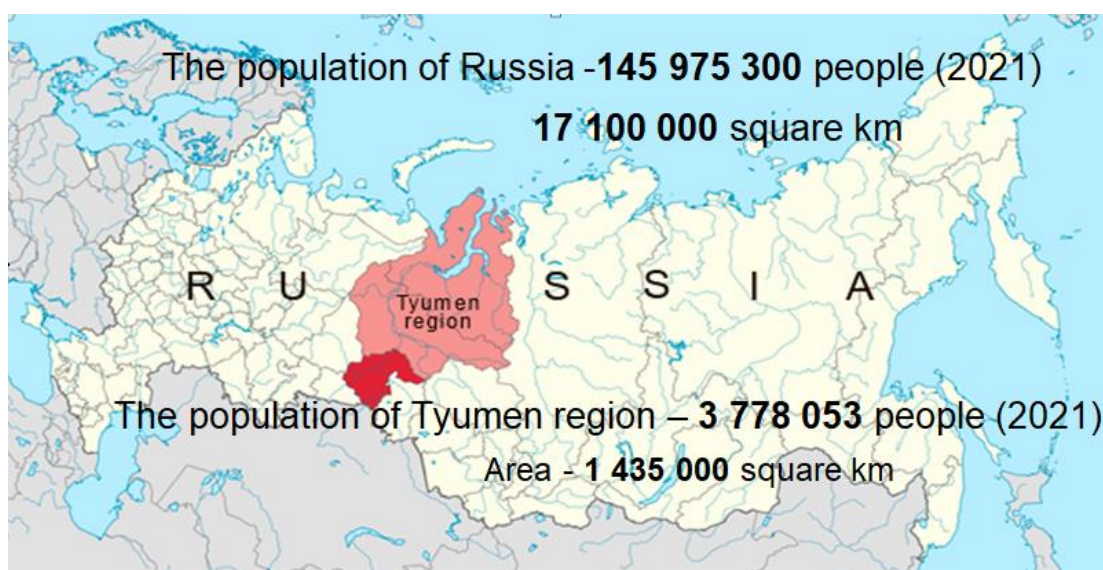 The population of Russia -145 975 300 people (2021)
17 100 000 square km
R U S S I A
Tyumen
region
The population of Tyumen region – 3 778 053 people (2021)
Area - 1 435 000 square km